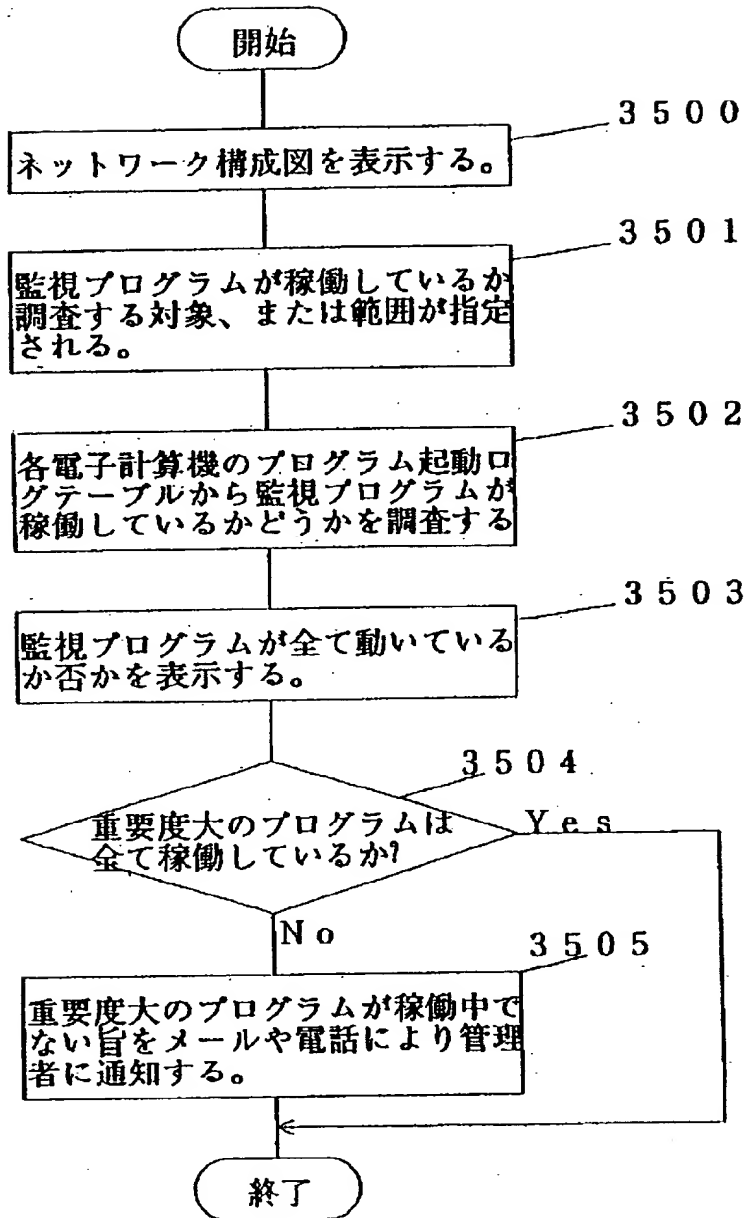 開始
3500
ネットワーク構成図を表示する。
3501
監視プログラムが稼働しているか
調査する対象、または範囲が指定
される。
3502
各電子計算機のプログラム起動ロ
グテーブルから監視プログラムが
稼働しているかどうかを調査する
3503
監視プログラムが全て動いている
か否かを表示する。
3504
重要度大のプログラムは
全て稼働しているか?
Yes
No
3505
重要度大のプログラムが稼働中で
ない旨をメールや電話により管理
者に通知する。
終了